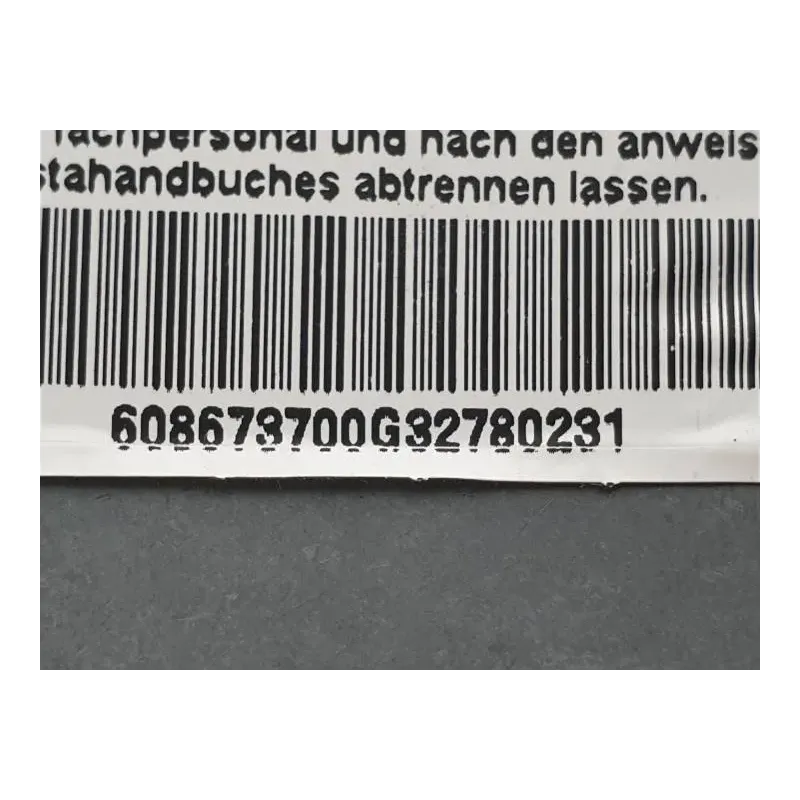 fachpersonal und nach den anweis
stahandbuches abtrennen lassen.
608673700G32780231